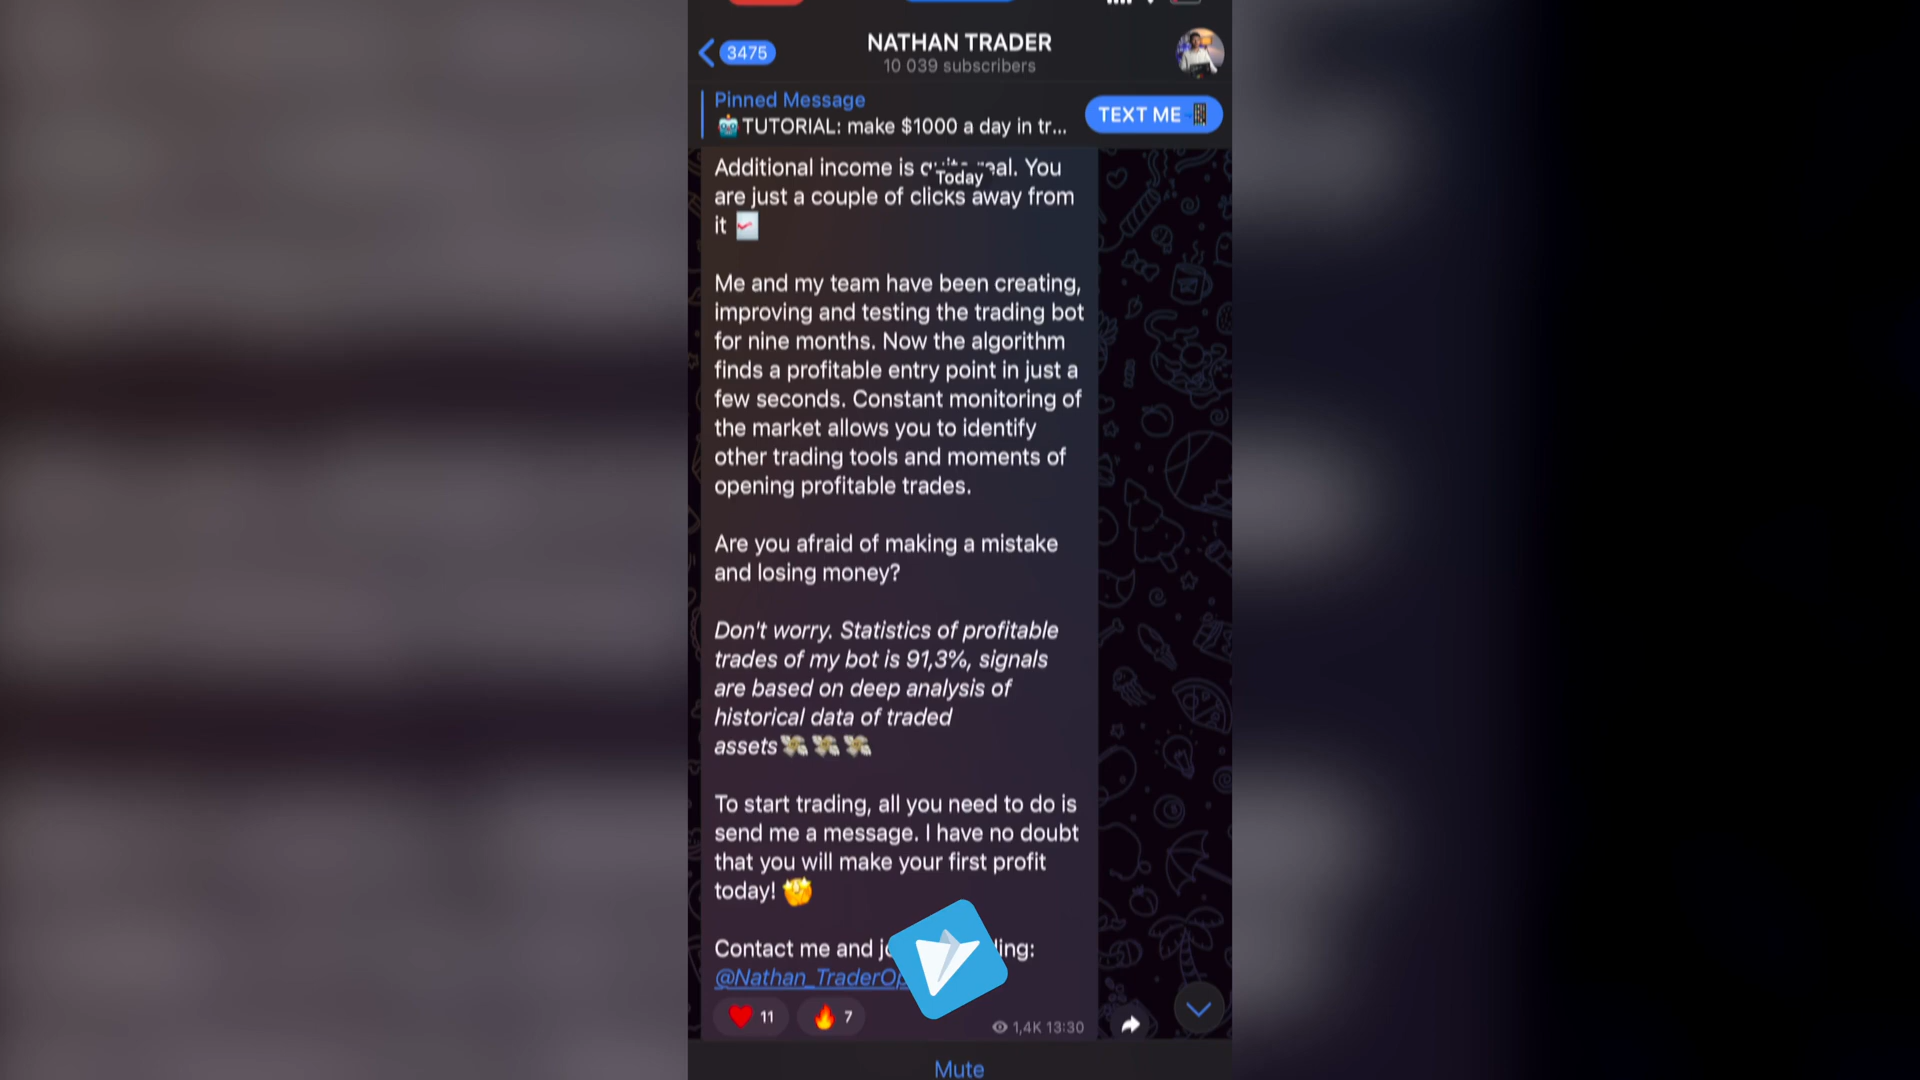 3475
NATHAN TRADER
10 039 subscribers
Pinned Message
TUTORIAL: make $1000 a day in tr...
TEXT ME
Additional income is quite real. You
Today
are just a couple of clicks away from
it
Me and my team have been creating,
improving and testing the trading bot
for nine months. Now the algorithm
finds a profitable entry point in just a
few seconds. Constant monitoring of
the market allows you to identify
other trading tools and moments of
opening profitable trades.
Are you afraid of making a mistake
and losing money?
Don't worry. Statistics of profitable
trades of my bot is 91,3%, signals
are based on deep analysis of
historical data of traded
assets
To start trading, all you need to do is
send me a message. I have no doubt
that you will make your first profit
today!
Contact me and
@Nathan_TraderOp
11
7
1,4K 13:30
Mute